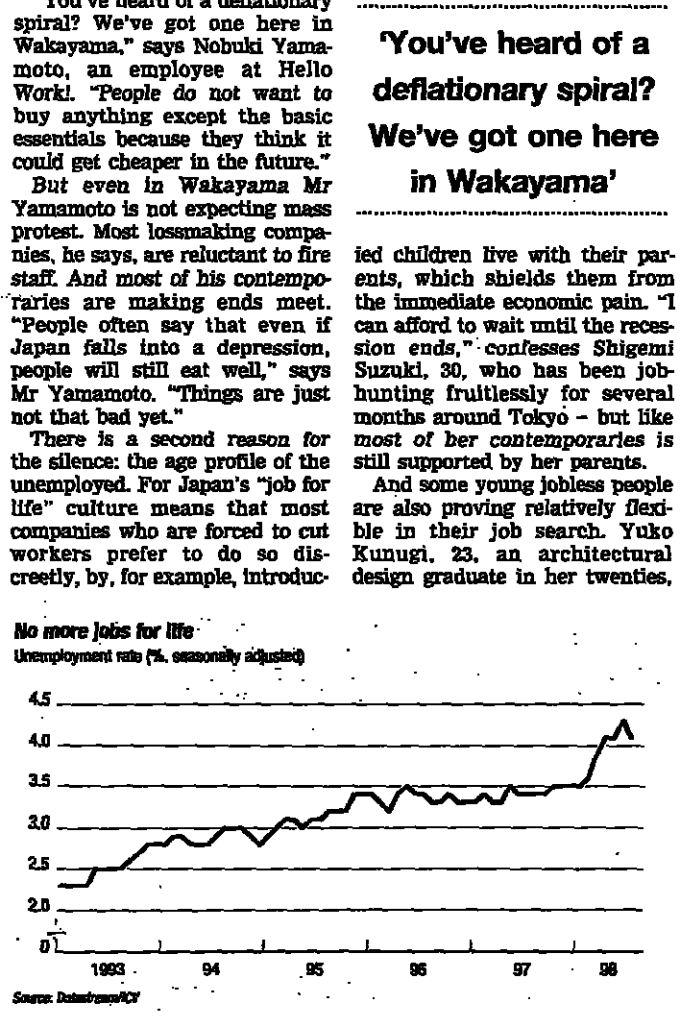 "You've heard of a deflationary
spiral? We've got one here in
Wakayama," says Nobuki Yama-
moto, an employee at Hello
Work!. "People do not want to
buy anything except the basic
essentials because they think it
could get cheaper in the future."
But even in Wakayama Mr
Yamamoto is not expecting mass
protest. Most lossmaking compa-
nies, he says, are reluctant to fire
staff. And most of his contempo-
raries are making ends meet.
"People often say that even if
Japan falls into a depression,
people will still eat well," says
Mr Yamamoto. "Things are just
not that bad yet."
There is a second reason for
the silence: the age profile of the
unemployed. For Japan's "job for
life" culture means that most
companies who are forced to cut
workers prefer to do so dis-
creetly, by, for example, introduc-
'You've heard of a
deflationary spiral?
We've got one here
in Wakayama'
ied children live with their par-
ents, which shields them from
the immediate economic pain. "I
can afford to wait until the reces-
sion ends," confesses Shigemi
Suzuki, 30, who has been job-
hunting fruitlessly for several
months around Tokyo – but like
most of her contemporaries is
still supported by her parents.
And some young jobless people
are also proving relatively flexi-
ble in their job search. Yuko
Kunugi, 23, an architectural
design graduate in her twenties,
No more jobs for life
Unemployment rate (%, seasonally adjusted)
4.5
4.0
3.5
3.0
2.5
2.0
0
1993 94 95 96 97 98
Source: Datastream/ICV